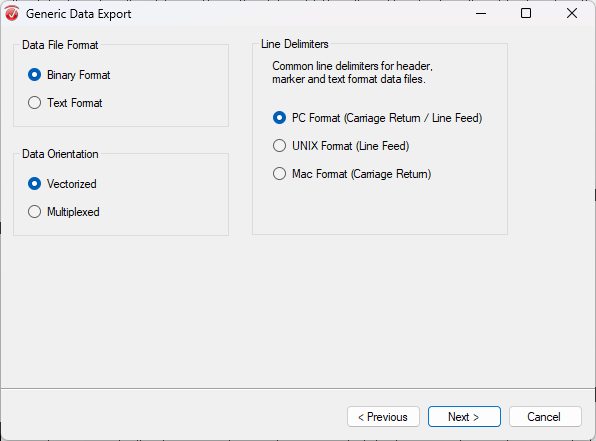 Generic Data Export
Data File Format
Binary Format
Text Format
Data Orientation
Vectorized
Multiplexed
Line Delimiters
Common line delimiters for header,
marker and text format data files.
PC Format (Carriage Return / Line Feed)
UNIX Format (Line Feed)
Mac Format (Carriage Return)
< Previous
Next >
Cancel